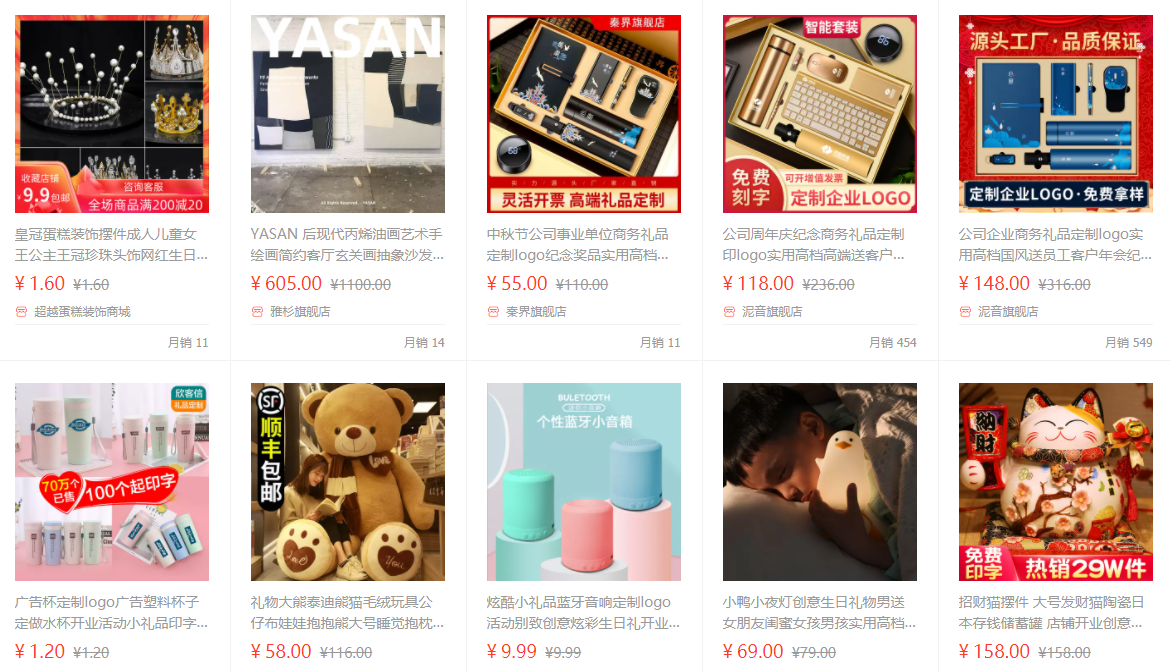 收藏店铺
¥9.9包邮
咨询客服
全场商品满200减20
皇冠蛋糕装饰摆件成人儿童女
王公主王冠珍珠头饰网红生日...
¥ 1.60 ¥1.60
超越蛋糕装饰商城
月销 11
YASAN
YASAN 后现代丙烯油画艺术手
绘画简约客厅玄关画抽象沙发...
¥ 605.00 ¥1100.00
雅杉旗舰店
月销 14
秦界旗舰店
灵活开票 高端礼品定制
中秋节公司事业单位商务礼品
定制logo纪念奖品实用高档...
¥ 55.00 ¥110.00
秦界旗舰店
月销 11
智能套装
免费
刻字
可开增值发票
定制企业LOGO
公司周年庆纪念商务礼品定制
印logo实用高档高端送客户...
¥ 118.00 ¥236.00
泥音旗舰店
月销 454
源头工厂·品质保证
定制企业LOGO·免费拿样
公司企业商务礼品定制logo实
用高档国风送员工客户年会纪...
¥ 148.00 ¥316.00
泥音旗舰店
月销 549
欣客信
礼品定制
70万个
已售
100个起印字
广告杯定制logo广告塑料杯子
定做水杯开业活动小礼品印字...
¥ 1.20 ¥1.20
SF
顺丰包邮
Love
Love
You
礼物大熊泰迪熊猫毛绒玩具公
仔布娃娃抱抱熊大号睡觉抱枕...
¥ 58.00 ¥116.00
BULETOOTH
个性蓝牙小音箱
炫酷小礼品蓝牙音响定制logo
活动别致创意炫彩生日礼开业...
¥ 9.99 ¥9.99
小鸭小夜灯创意生日礼物男送
女朋友闺蜜女孩男孩实用高档...
¥ 69.00 ¥79.00
納財
免费
印字
热销29W件
招财猫摆件 大号发财猫陶瓷日
本存钱储蓄罐 店铺开业创意...
¥ 158.00 ¥158.00